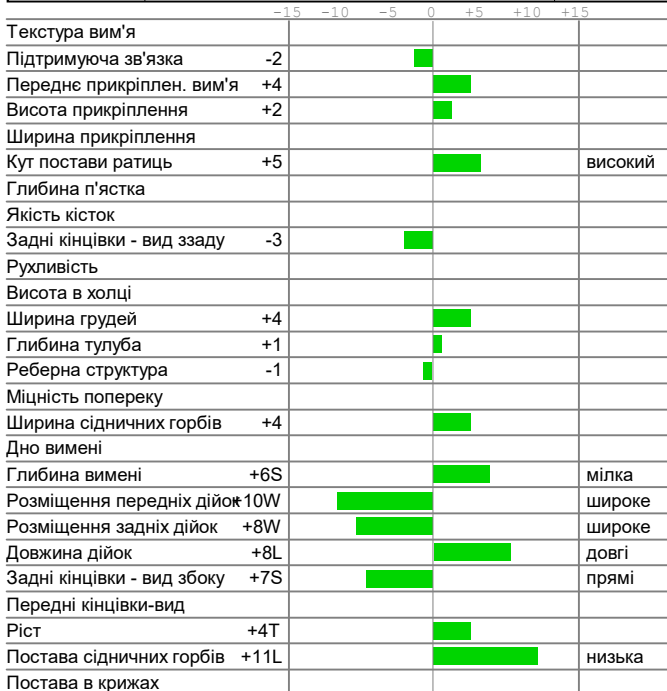 -15 -10 -5 0 +5 +10 +15
Текстура вим'я
Підтримуюча зв'язка -2
Переднє прикріплен. вим'я +4
Висота прикріплення +2
Ширина прикріплення
Кут постави ратиць +5 високий
Глибина п'ястка
Якість кісток
Задні кінцівки - вид ззаду -3
Рухливість
Висота в холці
Ширина грудей +4
Глибина тулуба +1
Реберна структура -1
Міцність попереку
Ширина сідничних горбів +4
Дно вимені
Глибина вимені +6S мілка
Розміщення передніх дійок +10W широке
Розміщення задніх дійок +8W широке
Довжина дійок +8L довгі
Задні кінцівки - вид збоку +7S прямі
Передні кінцівки-вид
Ріст +4T
Постава сідничних горбів +11L низька
Постава в крижах